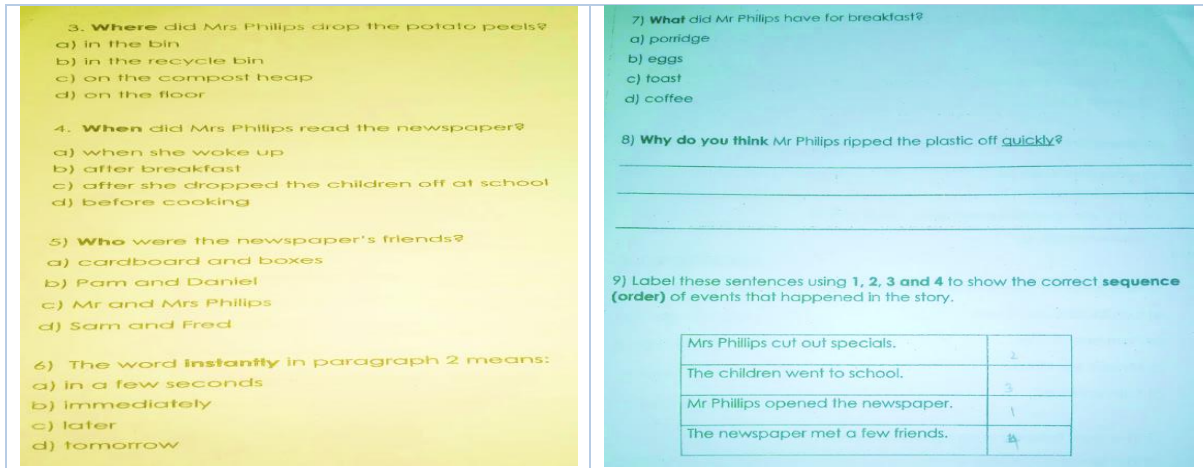 3. Where did Mrs Philips drop the potato peels?
a) in the bin
b) in the recycle bin
c) on the compost heap
d) on the floor
4. When did Mrs Philips read the newspaper?
a) when she woke up
b) after breakfast
c) after she dropped the children off at school
d) before cooking
5) Who were the newspaper's friends?
a) cardboard and boxes
b) Pam and Daniel
c) Mr and Mrs Philips
d) Sam and Fred
6) The word instantly in paragraph 2 means:
a) in a few seconds
b) immediately
c) later
d) tomorrow
7) What did Mr Philips have for breakfast?
a) porridge
b) eggs
c) toast
d) coffee
8) Why do you think Mr Philips ripped the plastic off quickly?
9) Label these sentences using 1, 2, 3 and 4 to show the correct sequence
(order) of events that happened in the story.
Mrs Phillips cut out specials. 2
The children went to school. 3
Mr Phillips opened the newspaper. 1
The newspaper met a few friends. 4